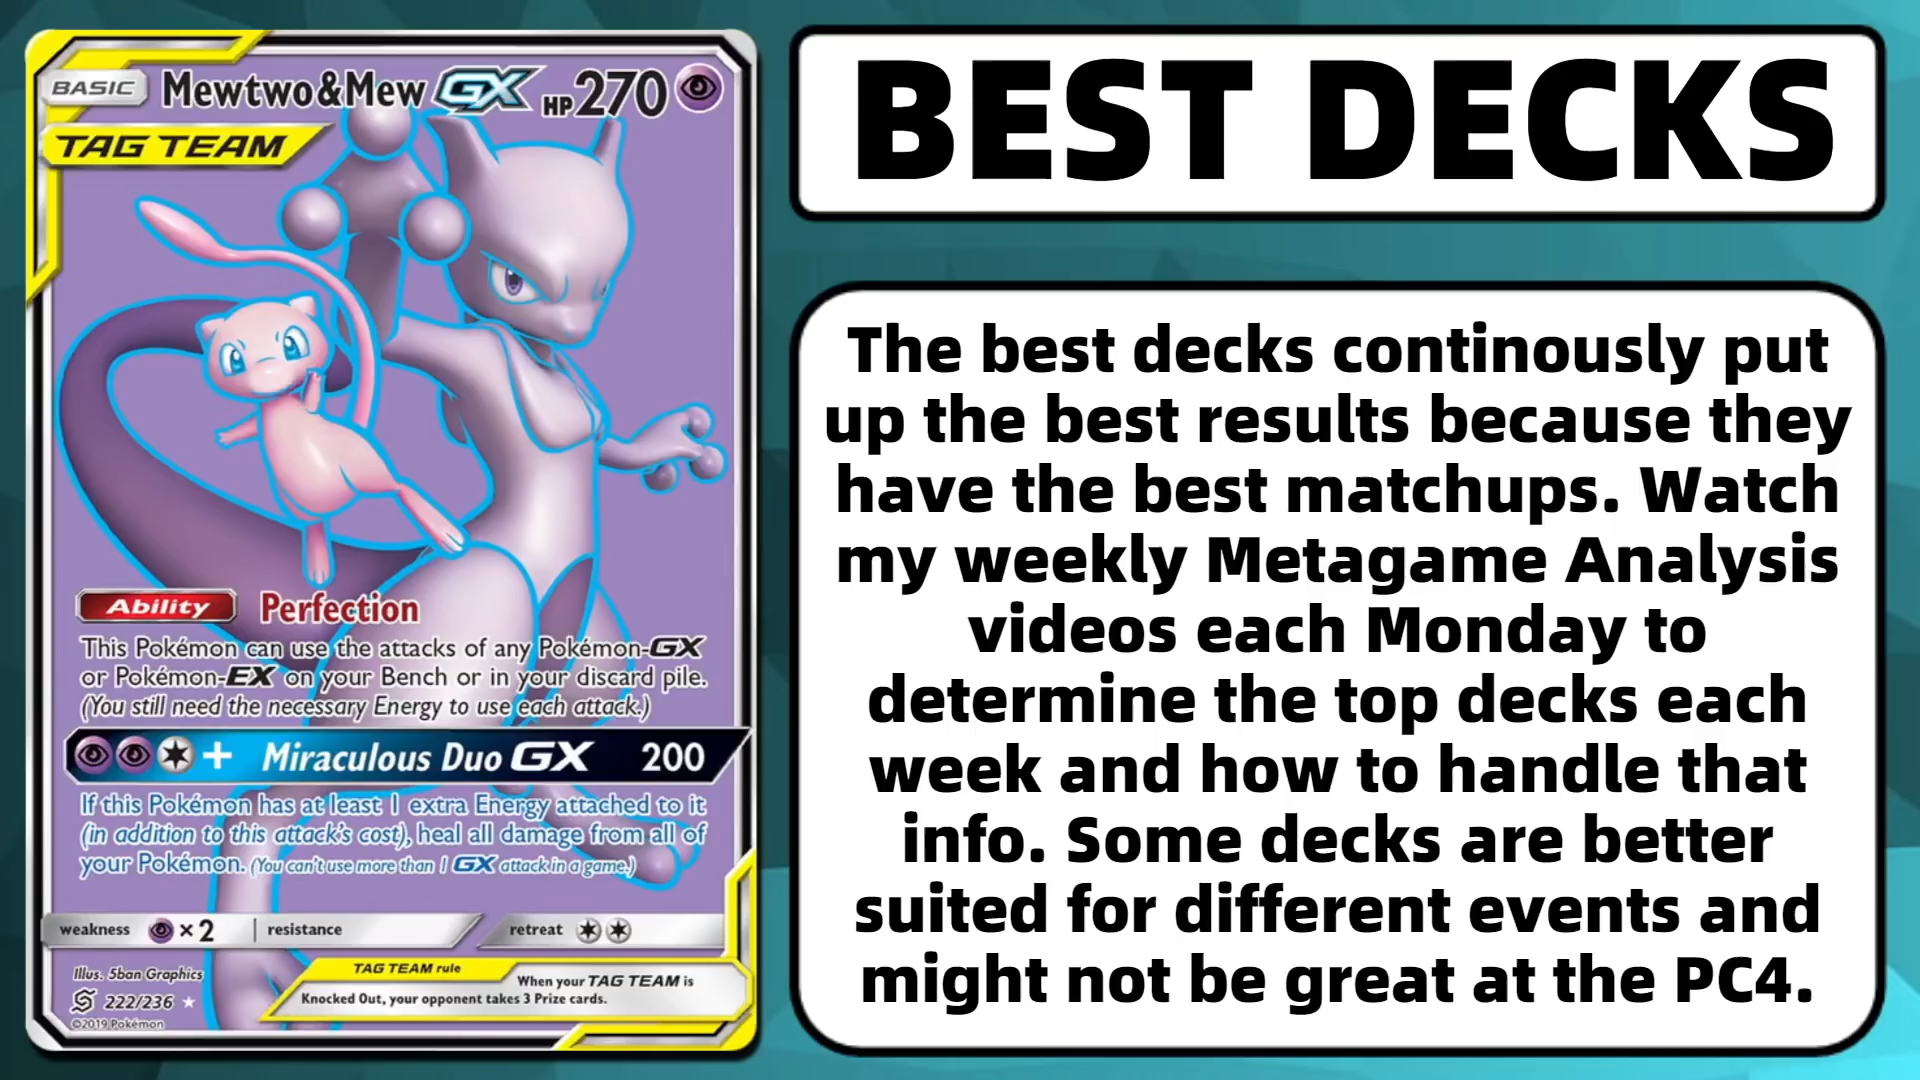 BASIC Mewtwo&Mew GX HP270
TAG TEAM
Ability Perfection
This Pokémon can use the attacks of any Pokémon-GX
or Pokémon-EX on your Bench or in your discard pile.
(You still need the necessary Energy to use each attack.)
+ Miraculous Duo GX 200
If this Pokémon has at least 1 extra Energy attached to it
(in addition to this attack's cost), heal all damage from all of
your Pokémon. (You can't use more than 1 GX attack in a game.)
weakness ×2 resistance retreat
Illus. 5ban Graphics
222/236
©2019 Pokémon
TAG TEAM rule
When your TAG TEAM is
Knocked Out, your opponent takes 3 Prize cards.
BEST DECKS
The best decks continously put
up the best results because they
have the best matchups. Watch
my weekly Metagame Analysis
videos each Monday to
determine the top decks each
week and how to handle that
info. Some decks are better
suited for different events and
might not be great at the PC4.